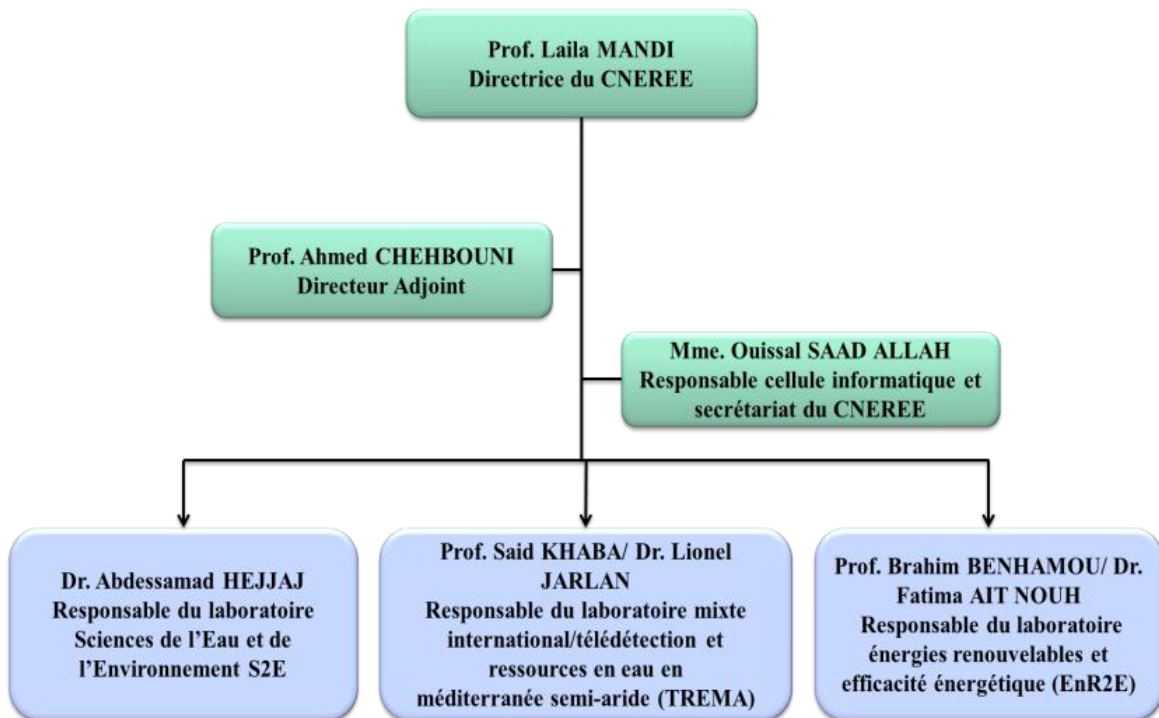 Prof. Laila MANDI
Directrice du CNEREE
Prof. Ahmed CHEHBOUNI
Directeur Adjoint
Mme. Ouissal SAAD ALLAH
Responsable cellule informatique et
secrétariat du CNEREE
Dr. Abdessamad HEJJAJ
Responsable du laboratoire
Sciences de l’Eau et de
l’Environnement S2E
Prof. Said KHABA/ Dr. Lionel
JARLAN
Responsable du laboratoire mixte
international/télédétection et
ressources en eau en
méditerranée semi-aride (TREMA)
Prof. Brahim BENHAMOU/ Dr.
Fatima AIT NOUH
Responsable du laboratoire
énergies renouvelables et
efficacité énergétique (EnR2E)